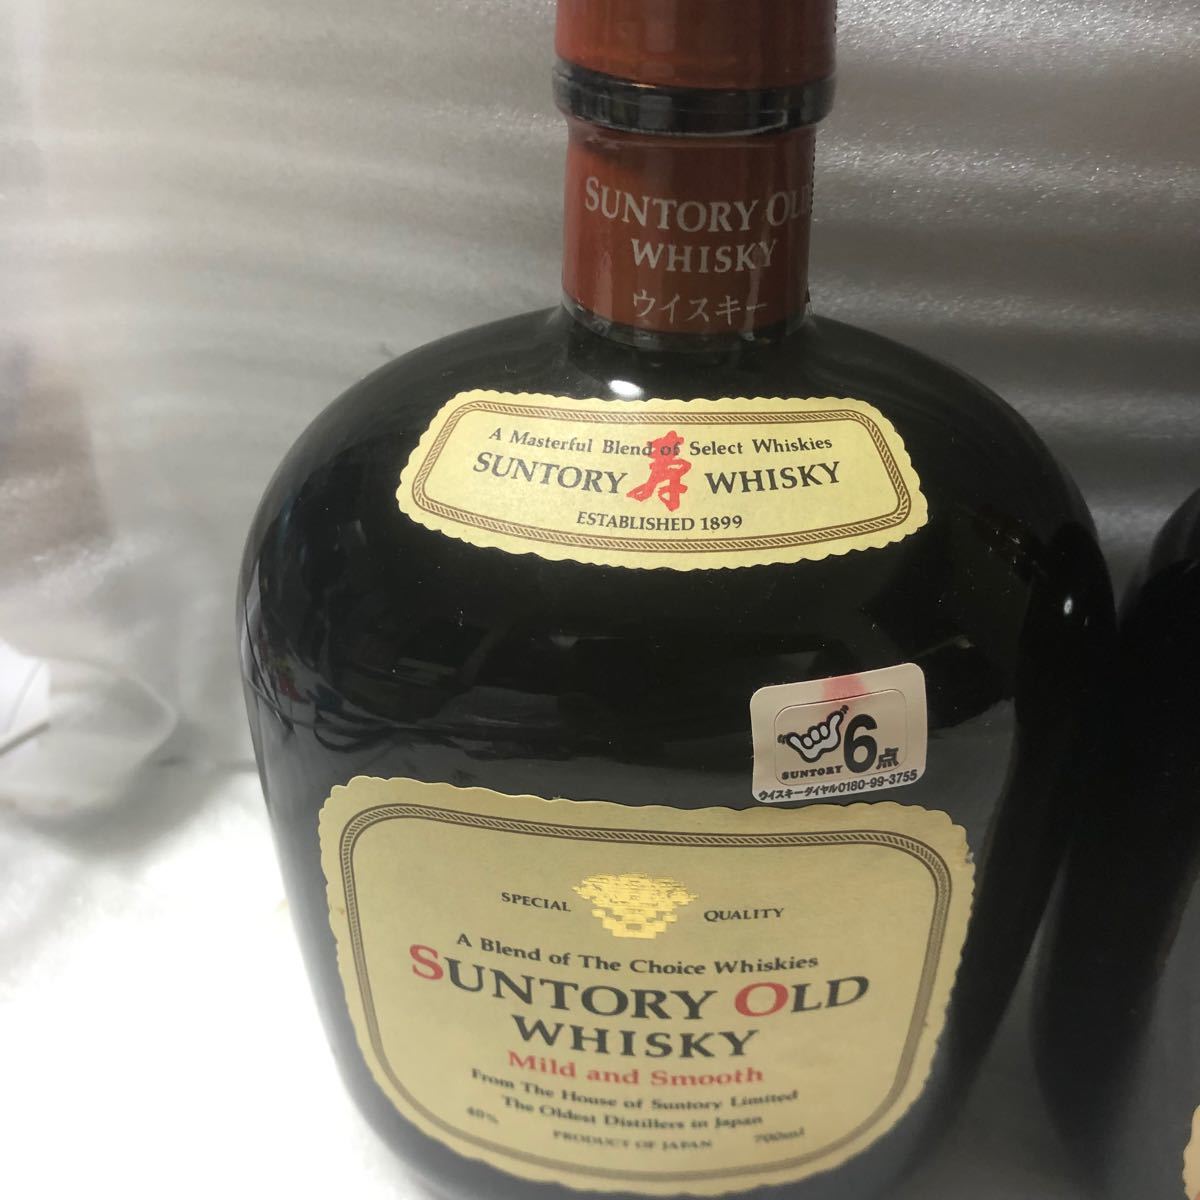 SUNTORY OLD
WHISKY
ウイスキー
A Masterful Blend of Select Whiskies
SUNTORY 寿 WHISKY
ESTABLISHED 1899
6点
SUNTORY
ウイスキーダイヤル0180-99-3755
SPECIAL QUALITY
A Blend of The Choice Whiskies
SUNTORY OLD
WHISKY
Mild and Smooth
From The House of Suntory Limited
The Oldest Distillers in Japan
40% PRODUCT OF JAPAN 700ml